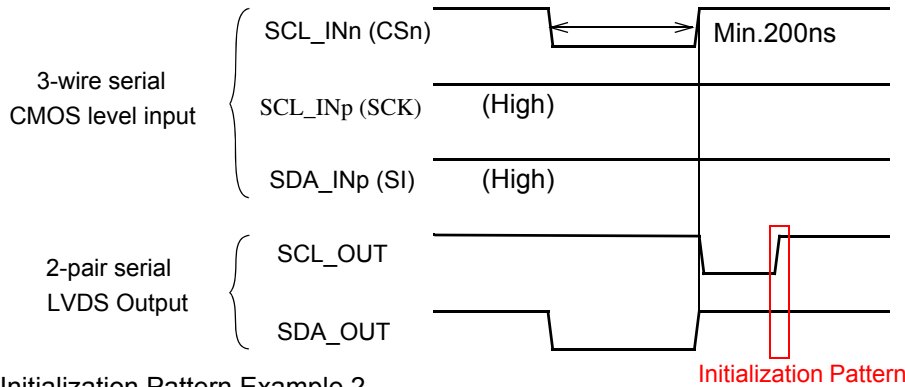 SCL_INn (CSn)
Min.200ns
3-wire serial
CMOS level input
SCL_INp (SCK)
(High)
SDA_INp (SI)
(High)
2-pair serial
LVDS Output
SCL_OUT
SDA_OUT
Initialization Pattern
Initialization Pattern Example 2